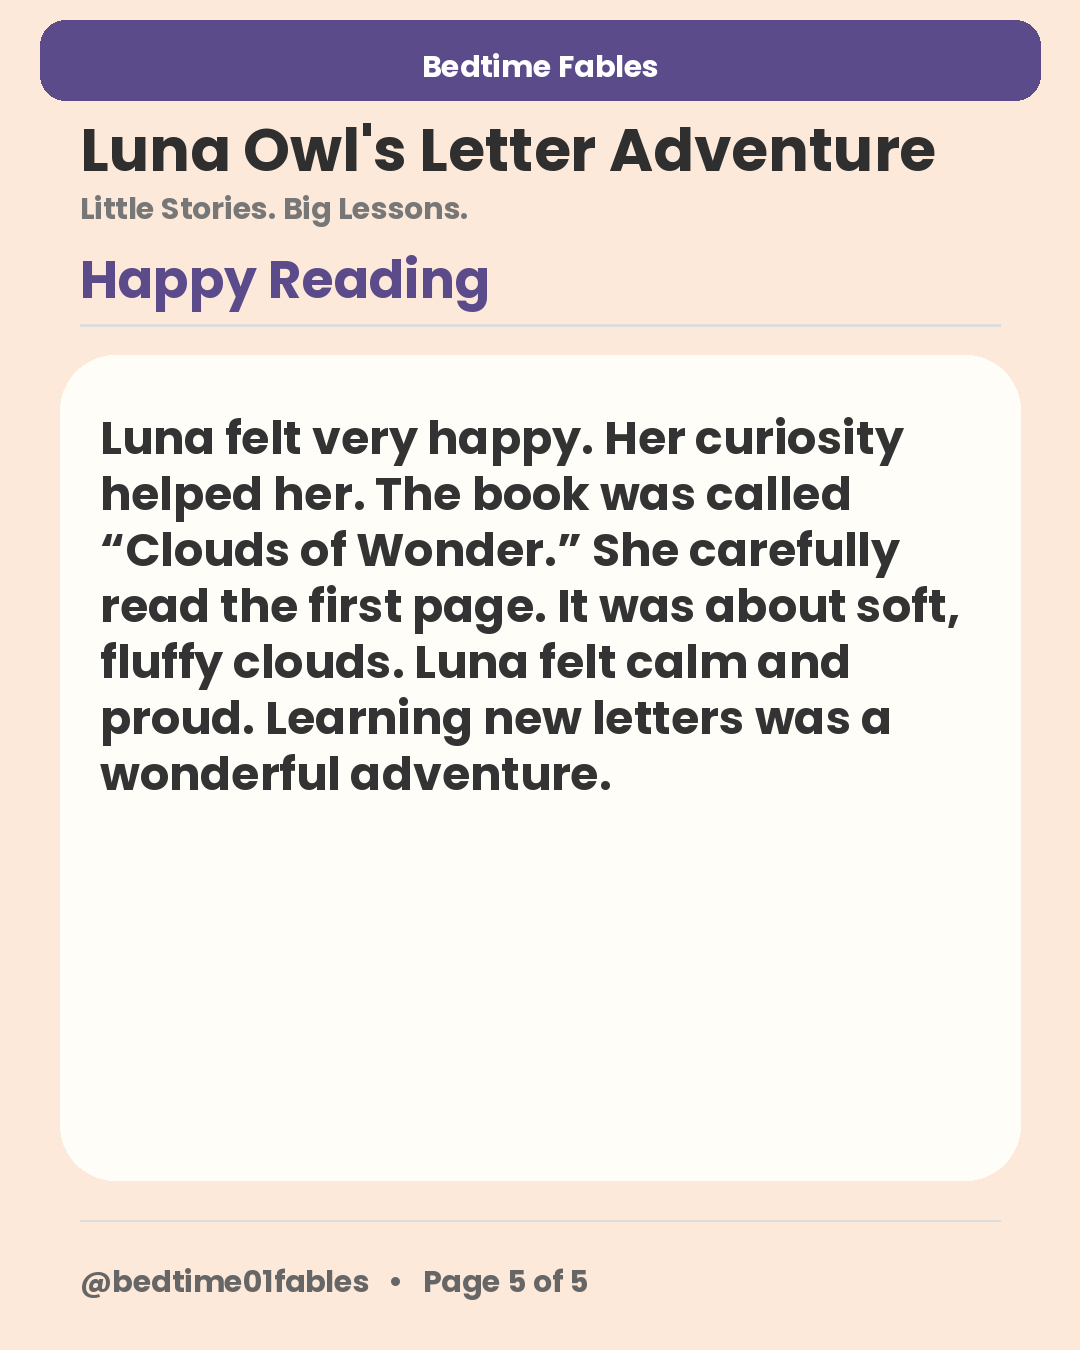 Bedtime Fables
Luna Owl's Letter Adventure
Little Stories. Big Lessons.
Happy Reading
Luna felt very happy. Her curiosity
helped her. The book was called
“Clouds of Wonder.” She carefully
read the first page. It was about soft,
fluffy clouds. Luna felt calm and
proud. Learning new letters was a
wonderful adventure.
@bedtime01fables • Page 5 of 5